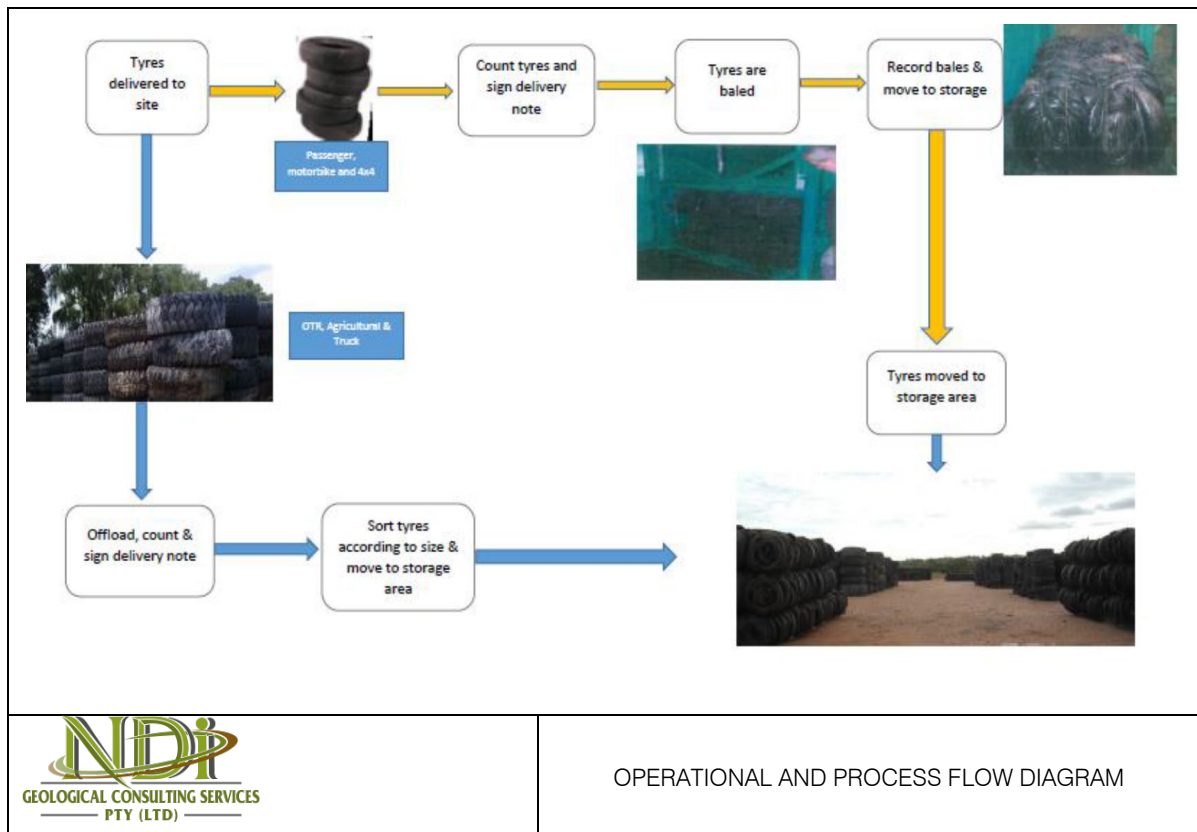 Tyres
delivered to
site
Passenger,
motorbike and 4x4
Count tyres and
sign delivery
note
Tyres are
baled
Record bales &
move to storage
OTR, Agricultural &
Truck
Tyres moved to
storage area
Offload, count &
sign delivery note
Sort tyres
according to size &
move to storage
area
NDi
GEOLOGICAL CONSULTING SERVICES
PTY (LTD)
OPERATIONAL AND PROCESS FLOW DIAGRAM